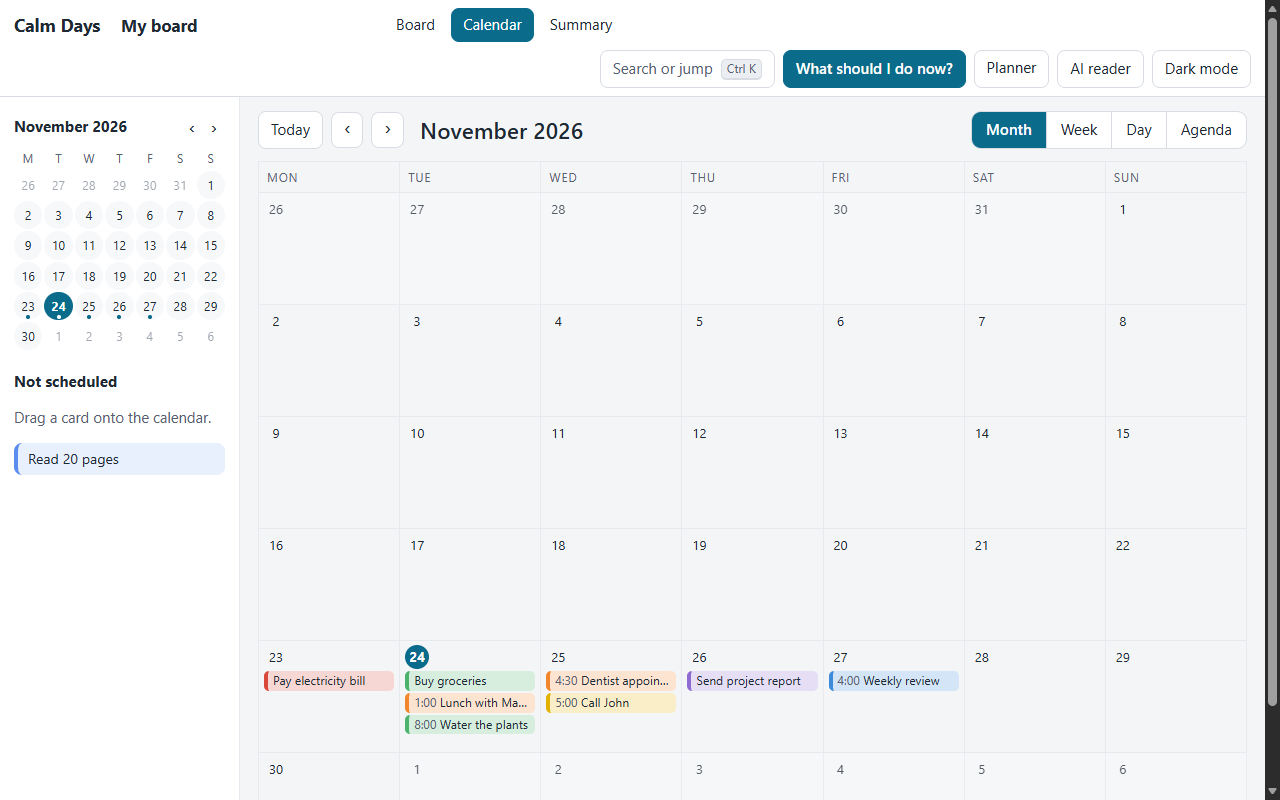 Calm Days My board Board Calendar Summary
Search or jump Ctrl K What should I do now? Planner AI reader Dark mode
November 2026 ‹ ›
M T W T F S S
26 27 28 29 30 31 1
2 3 4 5 6 7 8
9 10 11 12 13 14 15
16 17 18 19 20 21 22
23 24 25 26 27 28 29
30 1 2 3 4 5 6
Not scheduled
Drag a card onto the calendar.
Read 20 pages
Today ‹ › November 2026 Month Week Day Agenda
MON TUE WED THU FRI SAT SUN
26 27 28 29 30 31 1
2 3 4 5 6 7 8
9 10 11 12 13 14 15
16 17 18 19 20 21 22
23 24 25 26 27 28 29
Pay electricity bill Buy groceries 4:30 Dentist appoin... Send project report 4:00 Weekly review
1:00 Lunch with Ma... 5:00 Call John
8:00 Water the plants
30 1 2 3 4 5 6